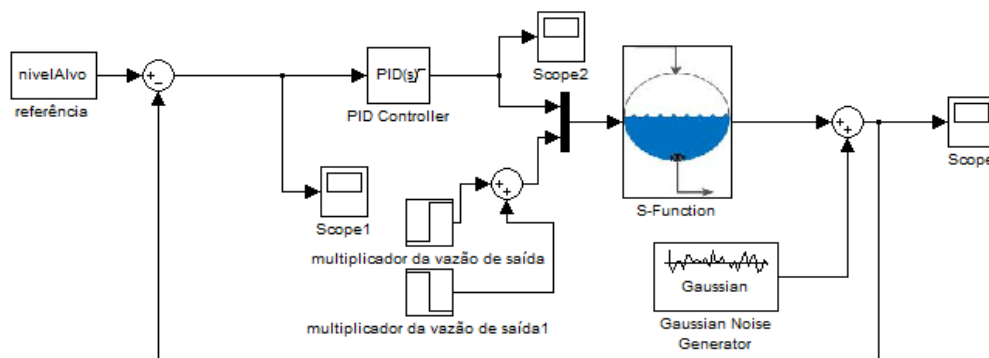 Scope2
nivelAlvo
+
−
PID(s)
referência
PID Controller
+
+
Scope
S-Function
+
+
Scope1
multiplicador da vazão de saída
Gaussian
multiplicador da vazão de saída1
Gaussian Noise
Generator